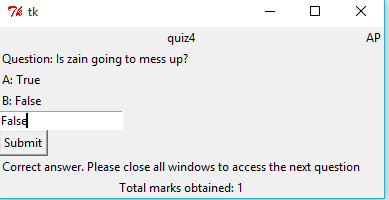 tk
quiz4 AP
Question: Is zain going to mess up?
A: True
B: False
False
Submit
Correct answer. Please close all windows to access the next question
Total marks obtained: 1